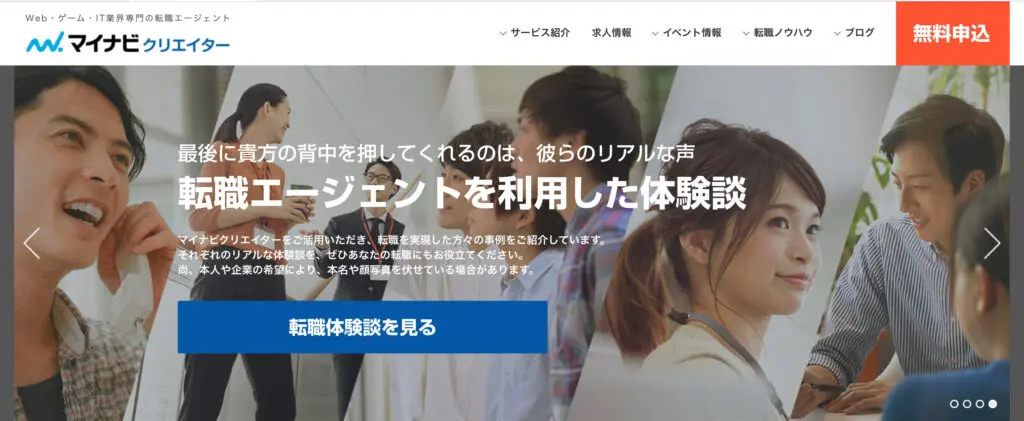 Web・ゲーム・IT業界専門の転職エージェント
マイナビクリエイター
サービス紹介
求人情報
イベント情報
転職ノウハウ
ブログ
無料申込
最後に貴方の背中を押してくれるのは、彼らのリアルな声
転職エージェントを利用した体験談
マイナビクリエイターをご活用いただき、転職を実現した方々の事例をご紹介しています。
それぞれのリアルな体験談を、ぜひあなたの転職にもお役立てください。
尚、本人や企業の希望により、本名や顔写真を伏せている場合があります。
転職体験談を見る